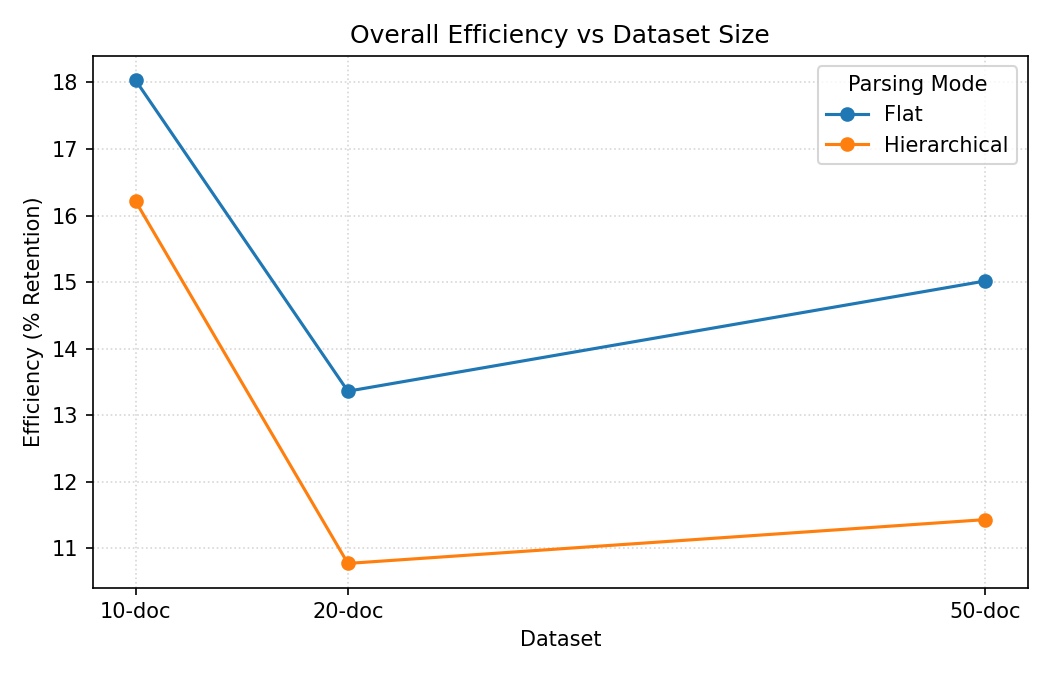 Overall Efficiency vs Dataset Size
Parsing Mode
Flat
Hierarchical
Efficiency (% Retention)
18
17
16
15
14
13
12
11
10-doc 20-doc 50-doc
Dataset